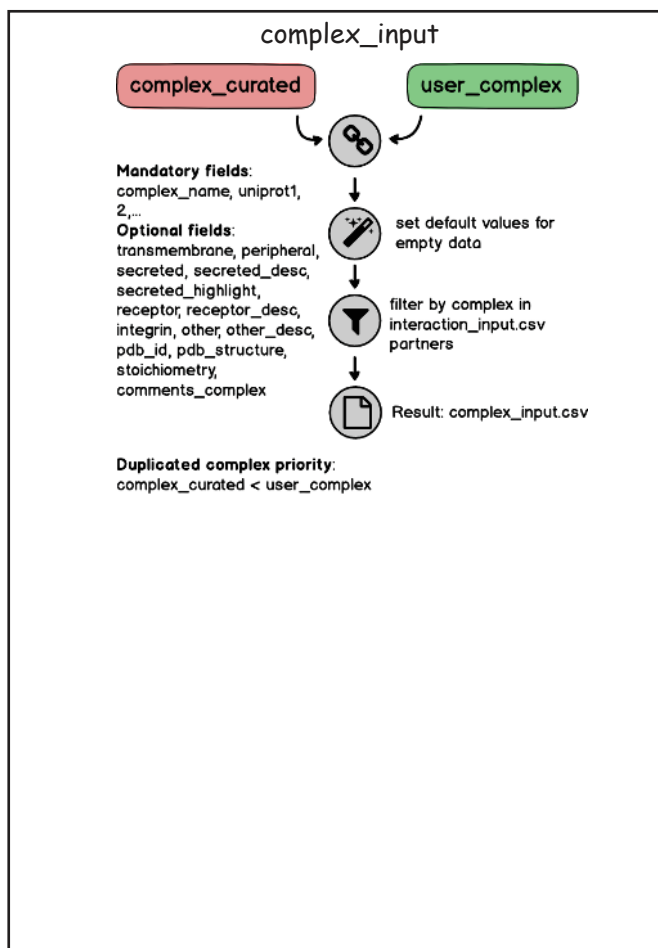 complex_input
complex_curated
user_complex
Mandatory fields:
complex_name, uniprot1,
2,...
Optional fields:
transmembrane, peripheral,
secreted, secreted_desc,
secreted_highlight,
receptor, receptor_desc,
integrin, other, other_desc,
pdb_id, pdb_structure,
stoichiometry,
comments_complex
set default values for
empty data
filter by complex in
interaction_input.csv
partners
Result: complex_input.csv
Duplicated complex priority:
complex_curated < user_complex